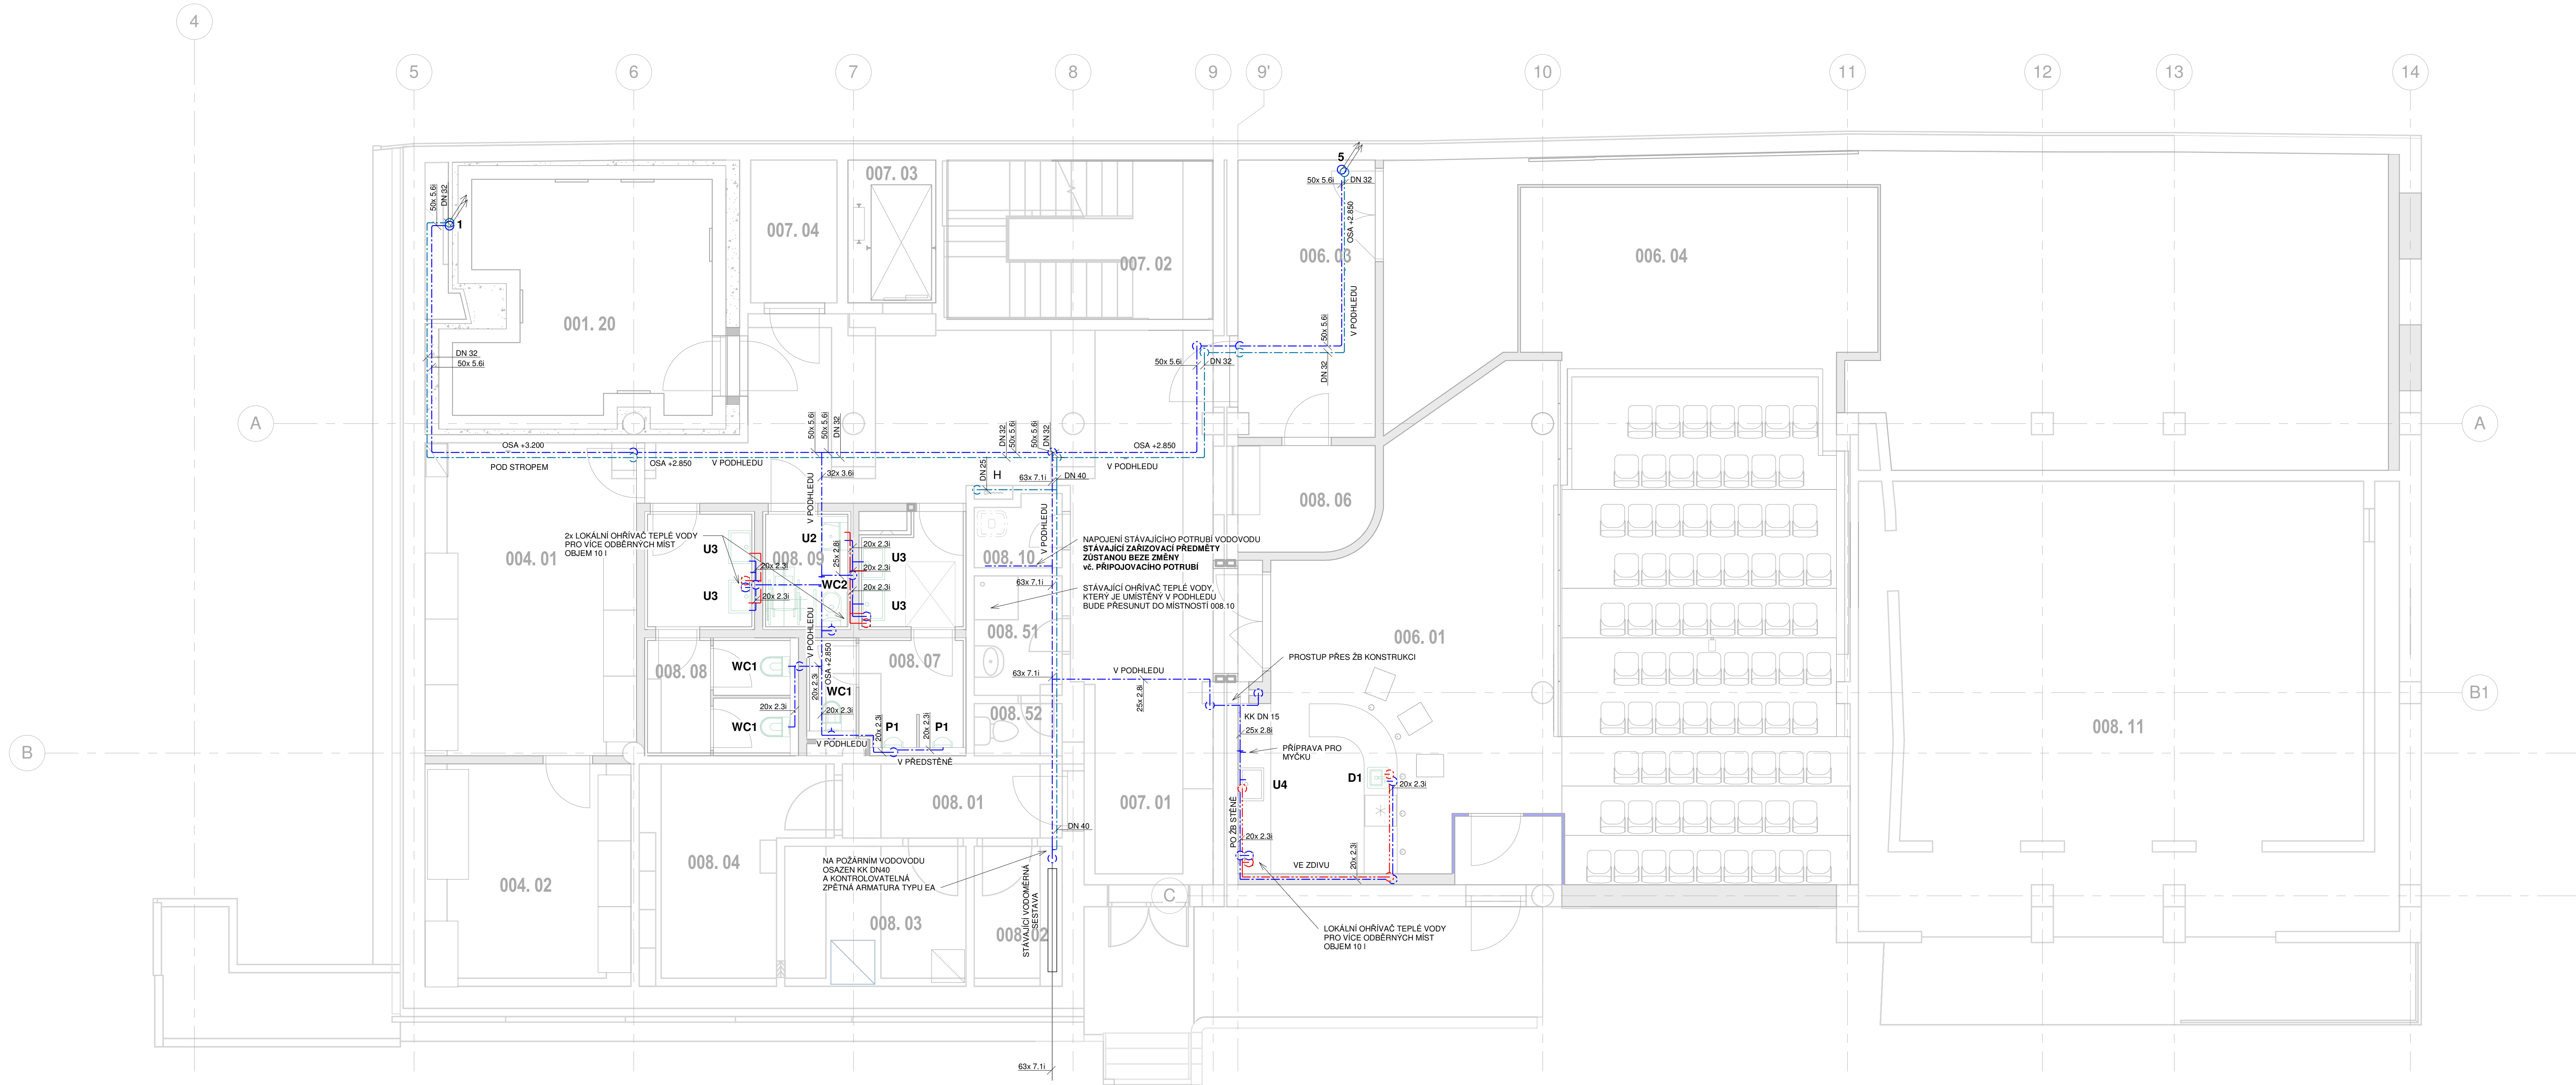 4
5
6
7
8
9
9'
10
11
12
13
14
A
A
B1
B
C
007. 03
007. 04
007. 02
001. 20
006. 03
006. 04
004. 01
008. 09
008. 10
008. 06
008. 51
008. 08
008. 07
008. 52
006. 01
008. 11
008. 01
007. 01
008. 04
004. 02
008. 03
008. 02
50x 5.6i
DN 32
1
DN 32
50x 5.6i
OSA +3.200
POD STROPEM
OSA +2.850
V PODHLEDU
50x 5.6i
50x 5.6i
DN 32
32x 3.6i
V PODHLEDU
DN 32
50x 5.6i
50x 5.6i
DN 32
DN 25
H
63x 7.1i
DN 40
OSA +2.850
V PODHLEDU
50x 5.6i
DN 32
5
50x 5.6i
DN 32
OSA +2.850
V PODHLEDU
50x 5.6i
DN 32
2x LOKÁLNÍ OHŘÍVAČ TEPLÉ VODY
PRO VÍCE ODBĚRNÝCH MÍST
OBJEM 10 l
U3
U3
20x 2.3i
20x 2.3i
U2
25x 2.8i
WC2
20x 2.3i
20x 2.3i
20x 2.3i
U3
U3
V PODHLEDU
NAPOJENÍ STÁVAJÍCÍHO POTRUBÍ VODOVODU
STÁVAJÍCÍ ZAŘIZOVACÍ PŘEDMĚTY
ZŮSTANOU BEZE ZMĚNY
vč. PŘIPOJOVACÍHO POTRUBÍ
63x 7.1i
STÁVAJÍCÍ OHŘÍVAČ TEPLÉ VODY,
KTERÝ JE UMÍSTĚNÝ V PODHLEDU
BUDE PŘESUNUT DO MÍSTNOSTI 008.10
V PODHLEDU
OSA +2.850
WC1
WC1
WC1
20x 2.3i
20x 2.3i
20x 2.3i
P1
P1
20x 2.3i
20x 2.3i
V PODHLEDU
V PŘEDSTĚNĚ
63x 7.1i
V PODHLEDU
25x 2.8i
PROSTUP PŘES ŽB KONSTRUKCI
KK DN 15
25x 2.8i
PŘÍPRAVA PRO
MYČKU
U4
D1
20x 2.3i
PO ŽB STĚNĚ
20x 2.3i
VE ZDIVU
20x 2.3i
DN 40
NA POŽÁRNÍM VODOVODU
OSAZEN KK DN40
A KONTROLOVATELNÁ
ZPĚTNÁ ARMATURA TYPU EA
STÁVAJÍCÍ VODOMĚRNÁ
SESTAVA
LOKÁLNÍ OHŘÍVAČ TEPLÉ VODY
PRO VÍCE ODBĚRNÝCH MÍST
OBJEM 10 l
63x 7.1i